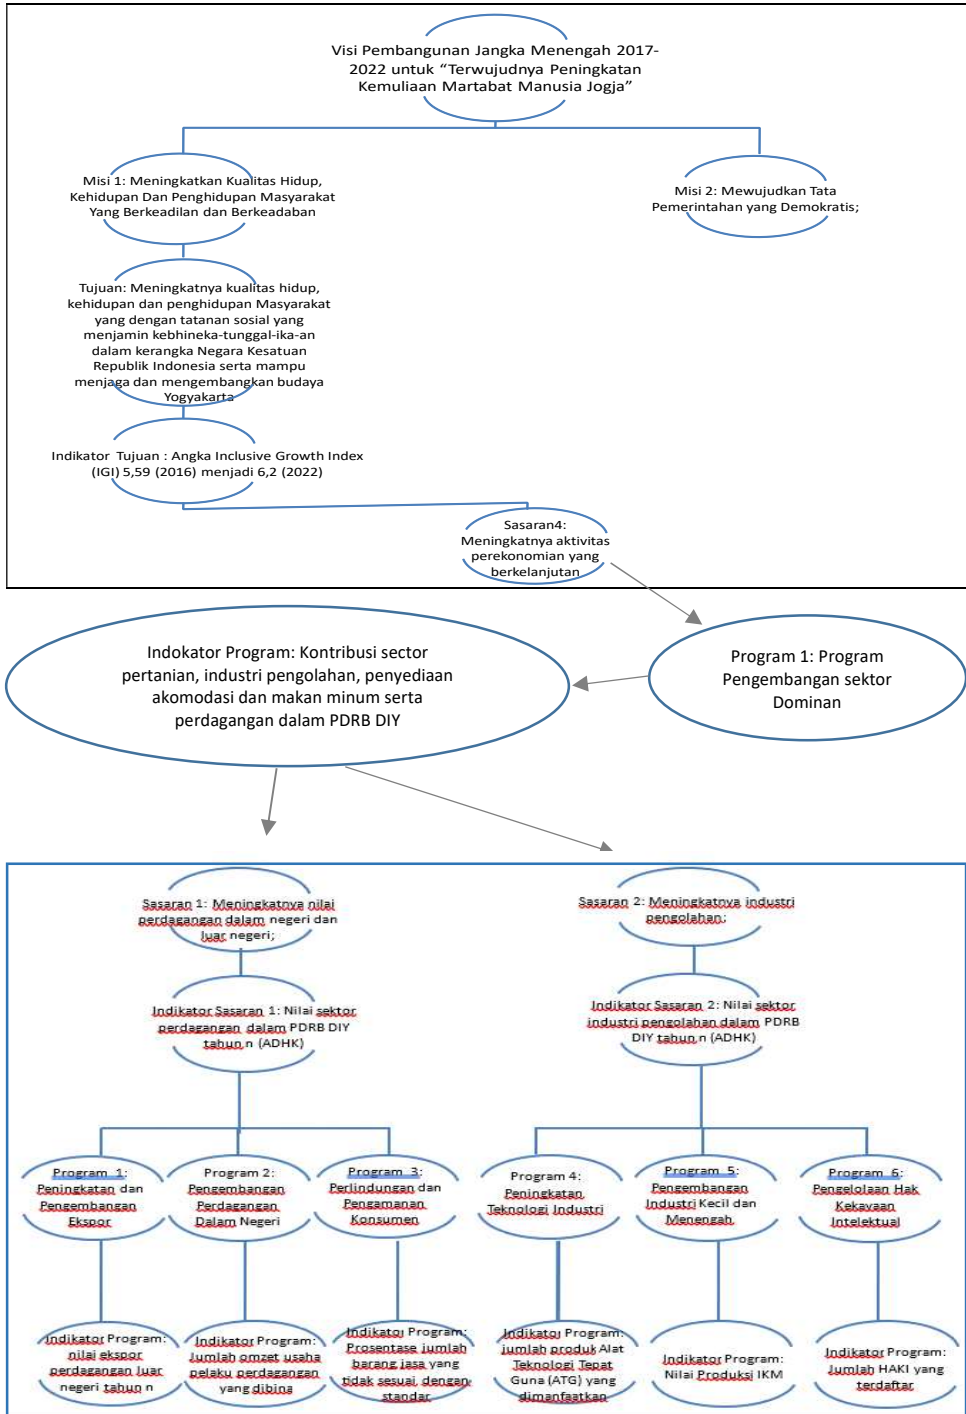 Visi Pembangunan Jangka Menengah 2017-
2022 untuk “Terwujudnya Peningkatan
Kemuliaan Martabat Manusia Jogja”
Misi 1: Meningkatkan Kualitas Hidup,
Kehidupan Dan Penghidupan Masyarakat
Yang Berkeadilan dan Berkeadaban
Misi 2: Mewujudkan Tata
Pemerintahan yang Demokratis;
Tujuan: Meningkatnya kualitas hidup,
kehidupan dan penghidupan Masyarakat
yang dengan tatanan sosial yang
menjamin kebhineka-tunggal-ika-an
dalam kerangka Negara Kesatuan
Republik Indonesia serta mampu
menjaga dan mengembangkan budaya
Yogyakarta
Indikator Tujuan : Angka Inclusive Growth Index
(IGI) 5,59 (2016) menjadi 6,2 (2022)
Sasaran4:
Meningkatnya aktivitas
perekonomian yang
berkelanjutan
Indokator Program: Kontribusi sector
pertanian, industri pengolahan, penyediaan
akomodasi dan makan minum serta
perdagangan dalam PDRB DIY
Program 1: Program
Pengembangan sektor
Dominan
Sasaran 1: Meningkatnya nilai
perdagangan dalam negeri dan
luar negeri;
Sasaran 2: Meningkatnya industri
pengolahan;
Indikator Sasaran 1: Nilai sektor
perdagangan dalam PDRB DIY
tahun n (ADHK)
Indikator Sasaran 2: Nilai sektor
industri pengolahan dalam PDRB
DIY tahun n (ADHK)
Program 1:
Peningkatan dan
Pengembangan
Ekspor
Program 2:
Pengembangan
Perdagangan
Dalam Negeri
Program 3:
Perlindungan dan
Pengamanan
Konsumen
Program 4:
Peningkatan
Teknologi Industri
Program 5:
Pengembangan
Industri Kecil dan
Menengah
Program 6:
Pengelolaan Hak
Kekayaan
Intelektual
Indikator Program:
nilai ekspor
perdagangan luar
negeri tahun n
Indikator Program:
Jumlah omzet usaha
pelaku perdagangan
yang dibina
Indikator Program:
Prosentase jumlah
barang jasa yang
tidak sesuai dengan
standar
Indikator Program:
jumlah produk Alat
Teknologi Tepat
Guna (ATG) yang
dimanfaatkan
Indikator Program:
Nilai Produksi IKM
Indikator Program:
Jumlah HAKI yang
terdaftar